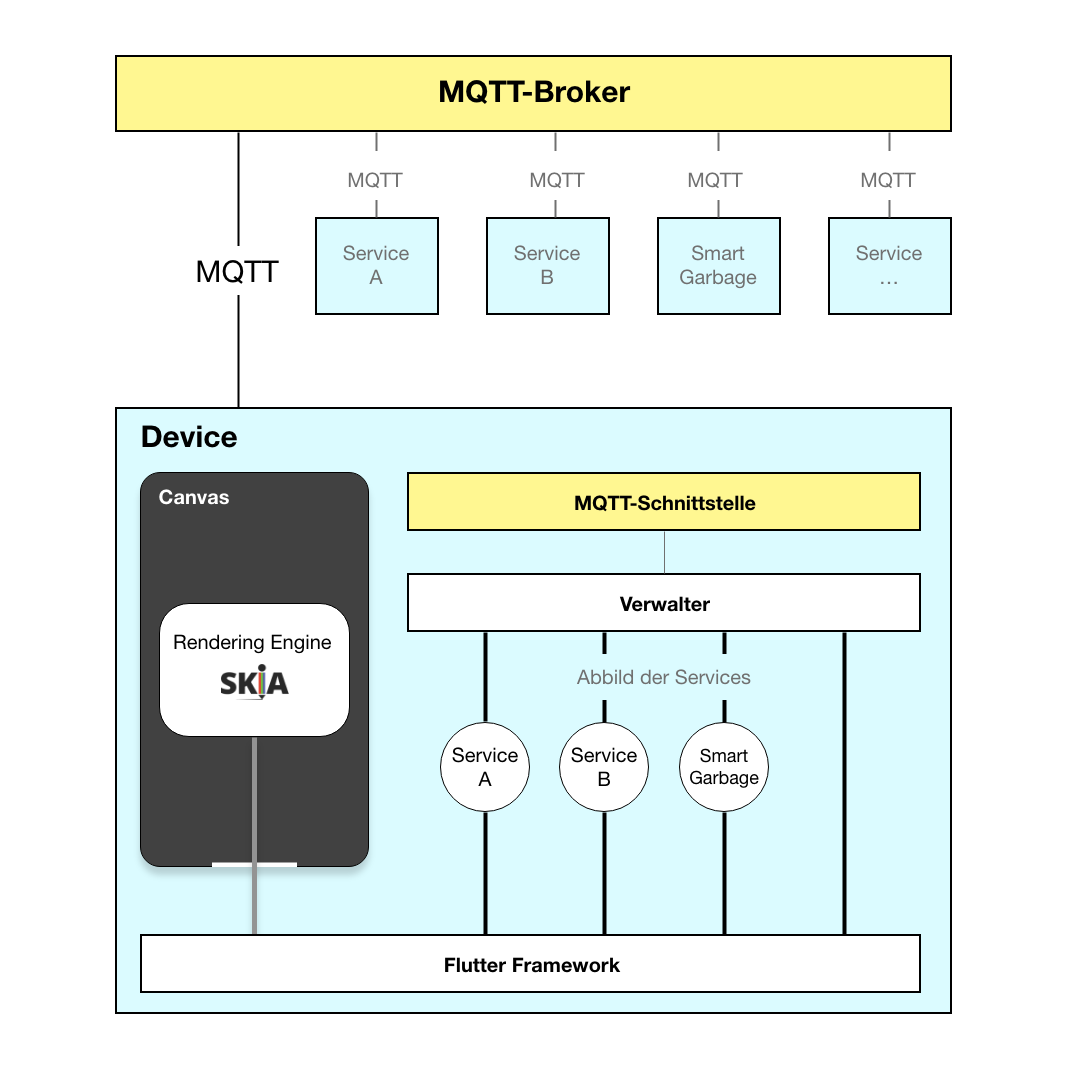 MQTT-Broker
MQTT
MQTT
MQTT
MQTT
Service
A
Service
B
Smart
Garbage
Service
…
MQTT
Device
Canvas
Rendering Engine
SKiA
MQTT-Schnittstelle
Verwalter
Abbild der Services
Service
A
Service
B
Smart
Garbage
Flutter Framework